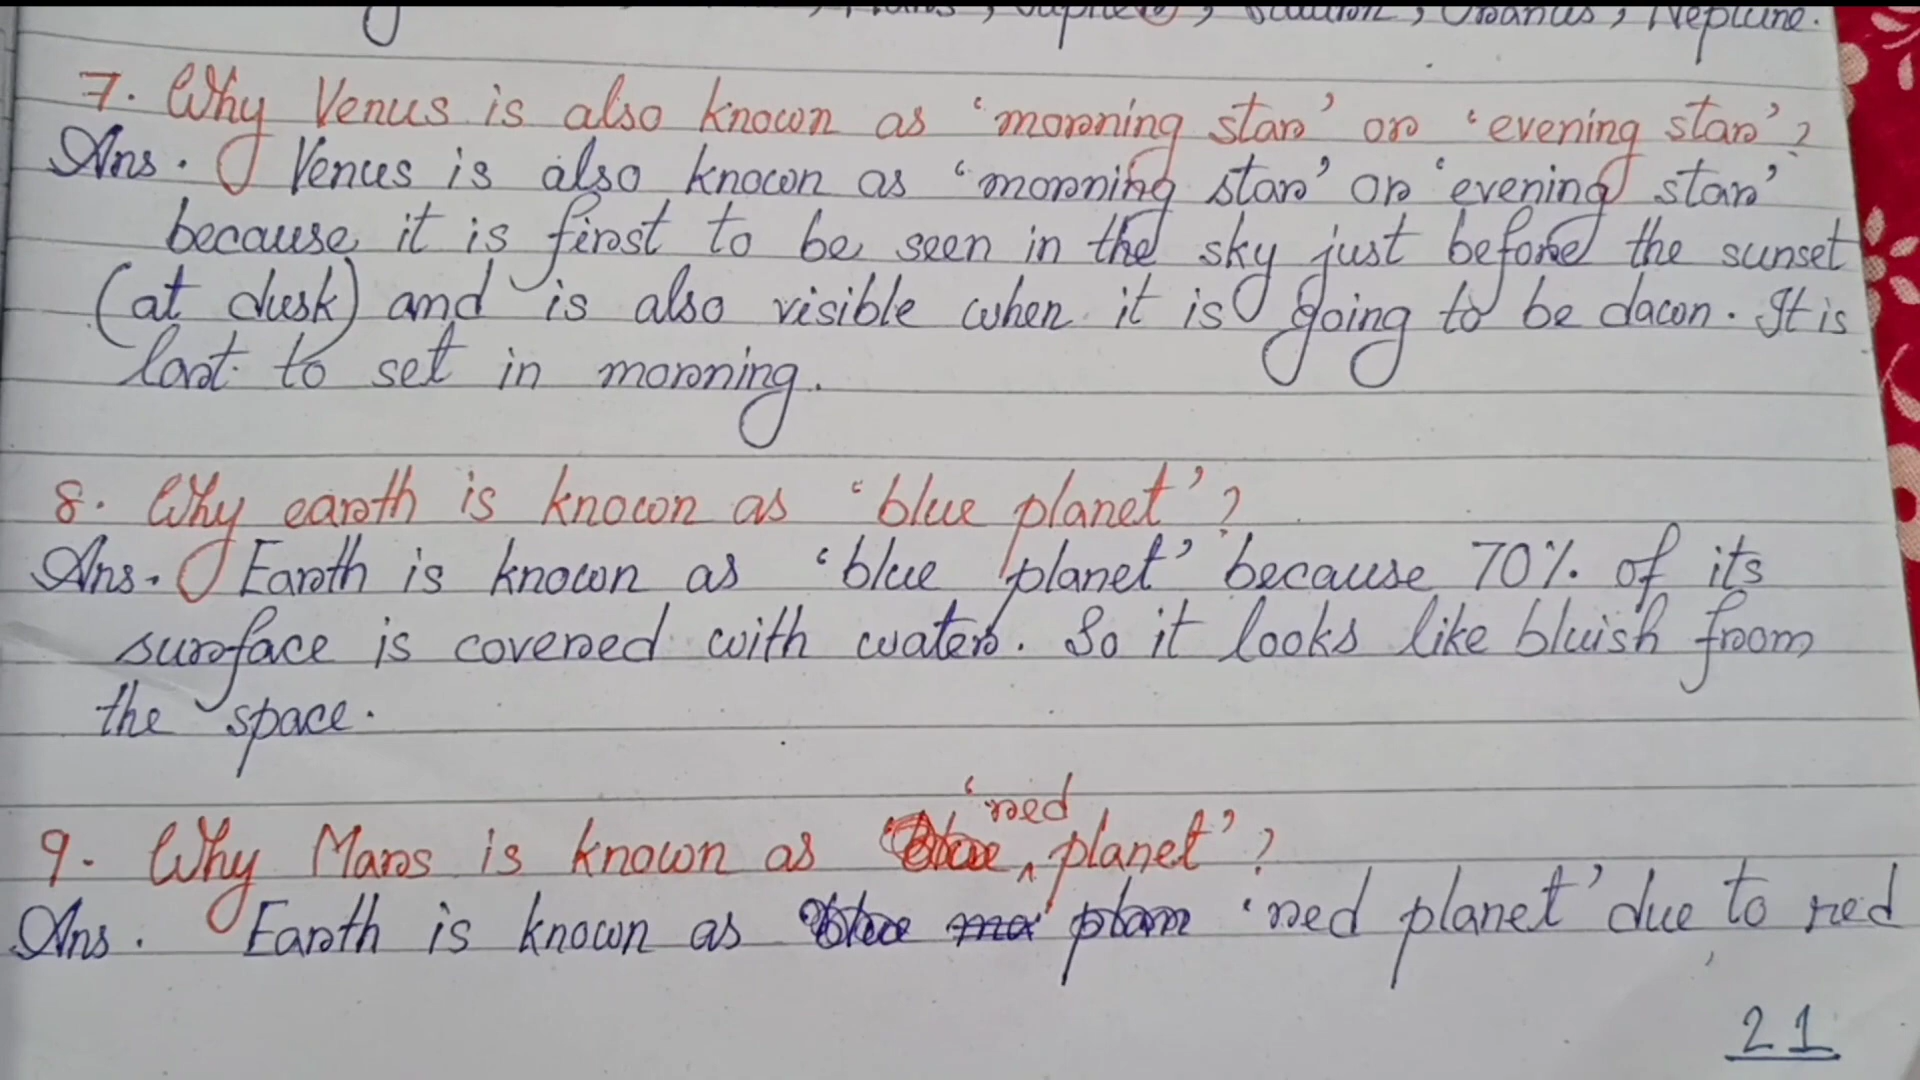 , Mars, Jupiter, Saturn, Uranus, Neptune.
7. Why Venus is also known as 'morning star' or 'evening star'?
Ans. Venus is also known as 'morning star' or 'evening star'
because it is first to be seen in the sky just before the sunset
(at dusk) and is also visible when it is going to be dawn. It is
last to set in morning.
8. Why earth is known as 'blue planet'?
Ans. Earth is known as 'blue planet' because 70% of its
surface is covered with water. So it looks like bluish from
the space.
'red
9. Why Mars is known as planet'?
Ans. Earth is known as 'red planet' due to red
21